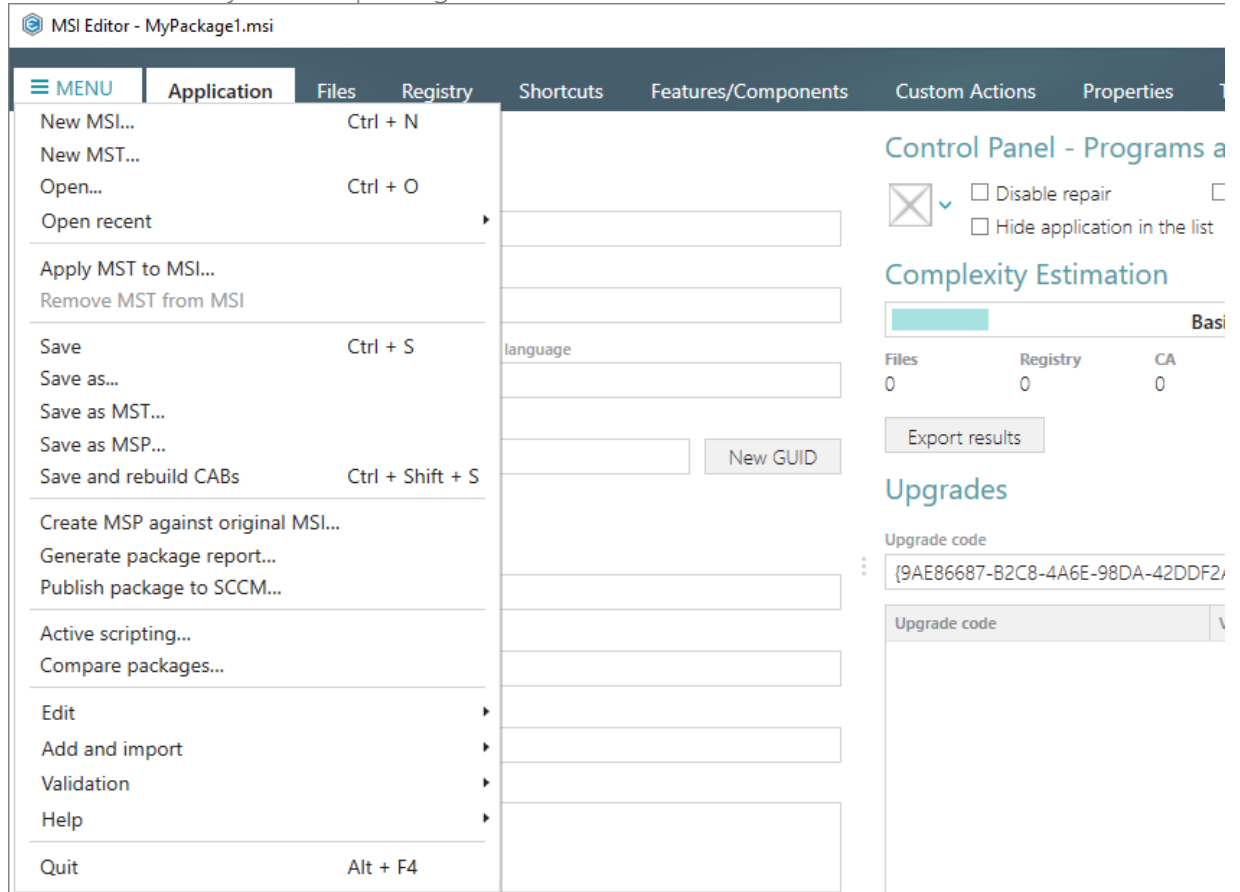 MSI Editor - MyPackage1.msi
MENU Application Files Registry Shortcuts Features/Components Custom Actions Properties
New MSI... Ctrl + N
New MST...
Open... Ctrl + O
Open recent
Apply MST to MSI...
Remove MST from MSI
Save Ctrl + S
Save as...
Save as MST...
Save as MSP...
Save and rebuild CABs Ctrl + Shift + S
Create MSP against original MSI...
Generate package report...
Publish package to SCCM...
Active scripting...
Compare packages...
Edit
Add and import
Validation
Help
Quit Alt + F4
language
New GUID
Control Panel - Programs a
Disable repair
Hide application in the list
Complexity Estimation
Basi
Files Registry CA
0 0 0
Export results
Upgrades
Upgrade code
{9AE86687-B2C8-4A6E-98DA-42DDF2A
Upgrade code